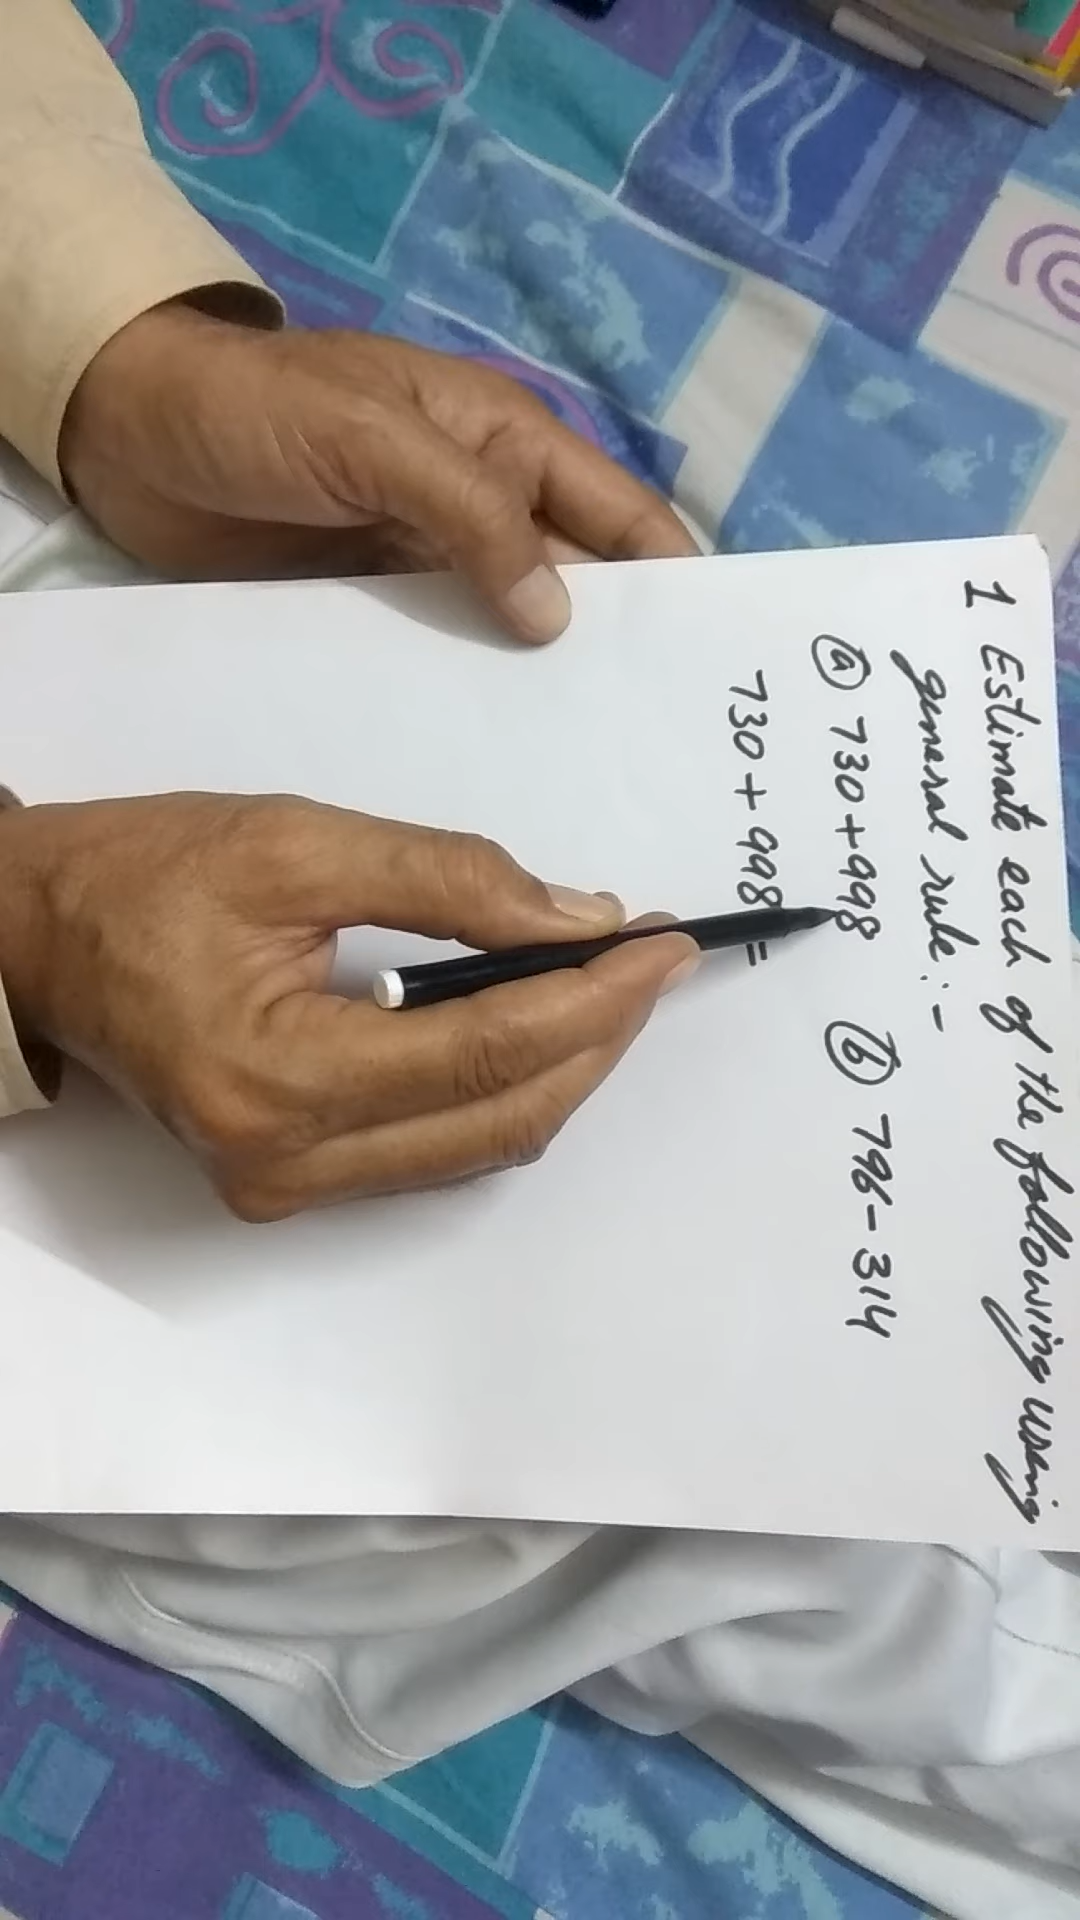 1 Estimate each of the following using
general rule:-
(a) 730+998 (b) 796-314
730+998=